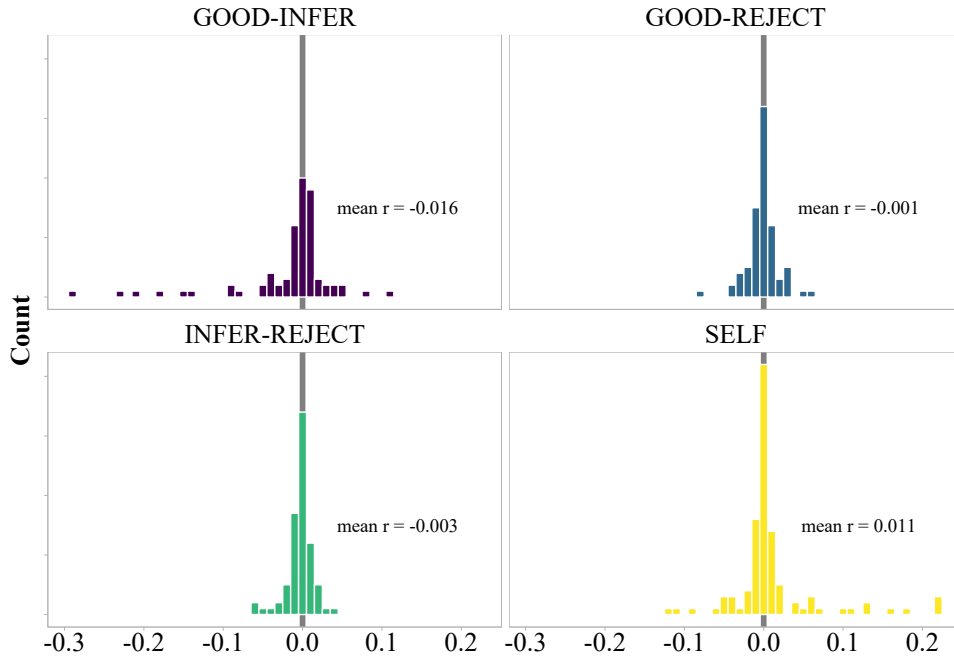 GOOD-INFER
GOOD-REJECT
mean r = -0.016
mean r = -0.001
Count
INFER-REJECT
SELF
mean r = -0.003
mean r = 0.011
-0.3 -0.2 -0.1 0.0 0.1 0.2
-0.3 -0.2 -0.1 0.0 0.1 0.2